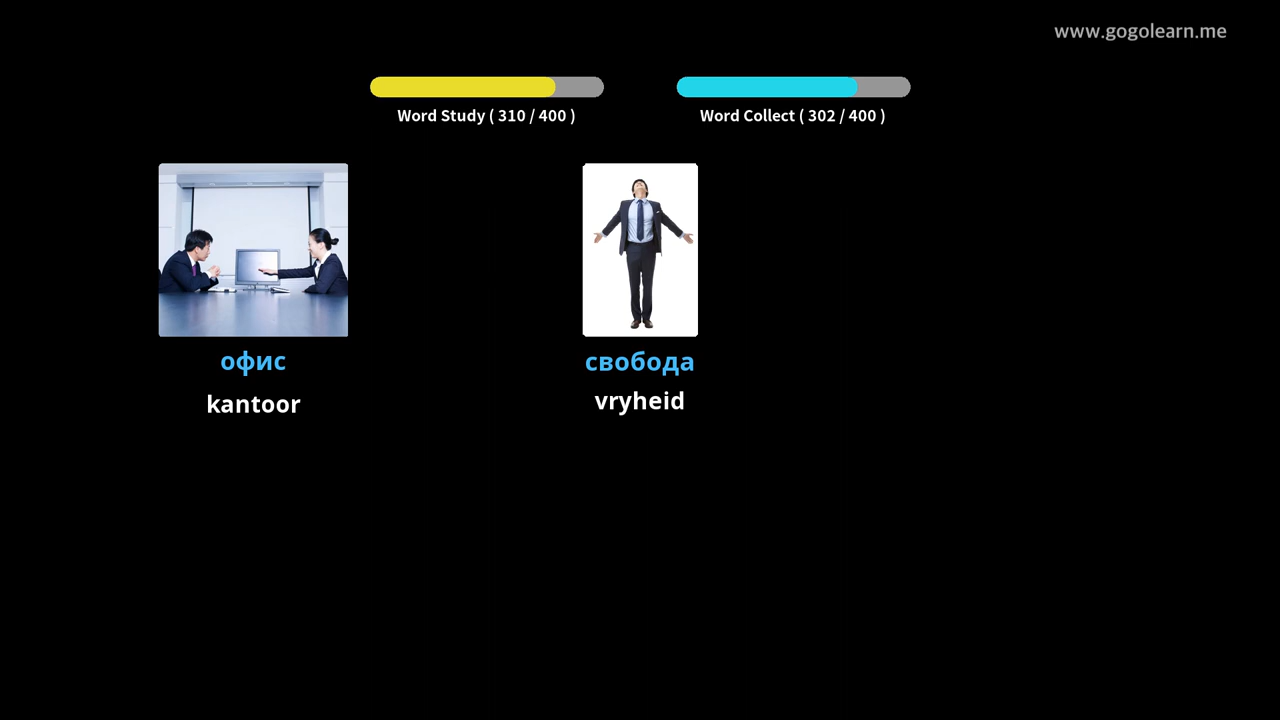 www.gogolearn.me
Word Study ( 310 / 400 )
Word Collect ( 302 / 400 )
офис
kantoor
свобода
vryheid